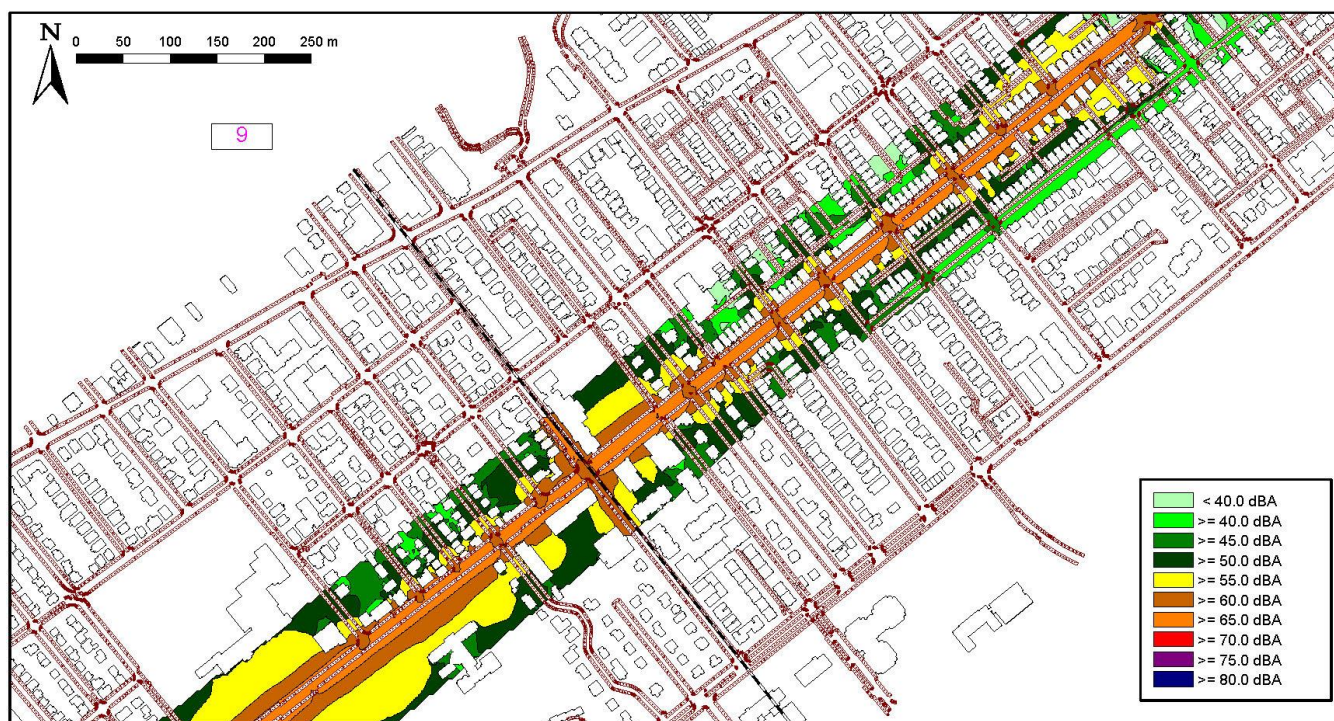 N
0 50 100 150 200 250 m
9
< 40.0 dBA
>= 40.0 dBA
>= 45.0 dBA
>= 50.0 dBA
>= 55.0 dBA
>= 60.0 dBA
>= 65.0 dBA
>= 70.0 dBA
>= 75.0 dBA
>= 80.0 dBA